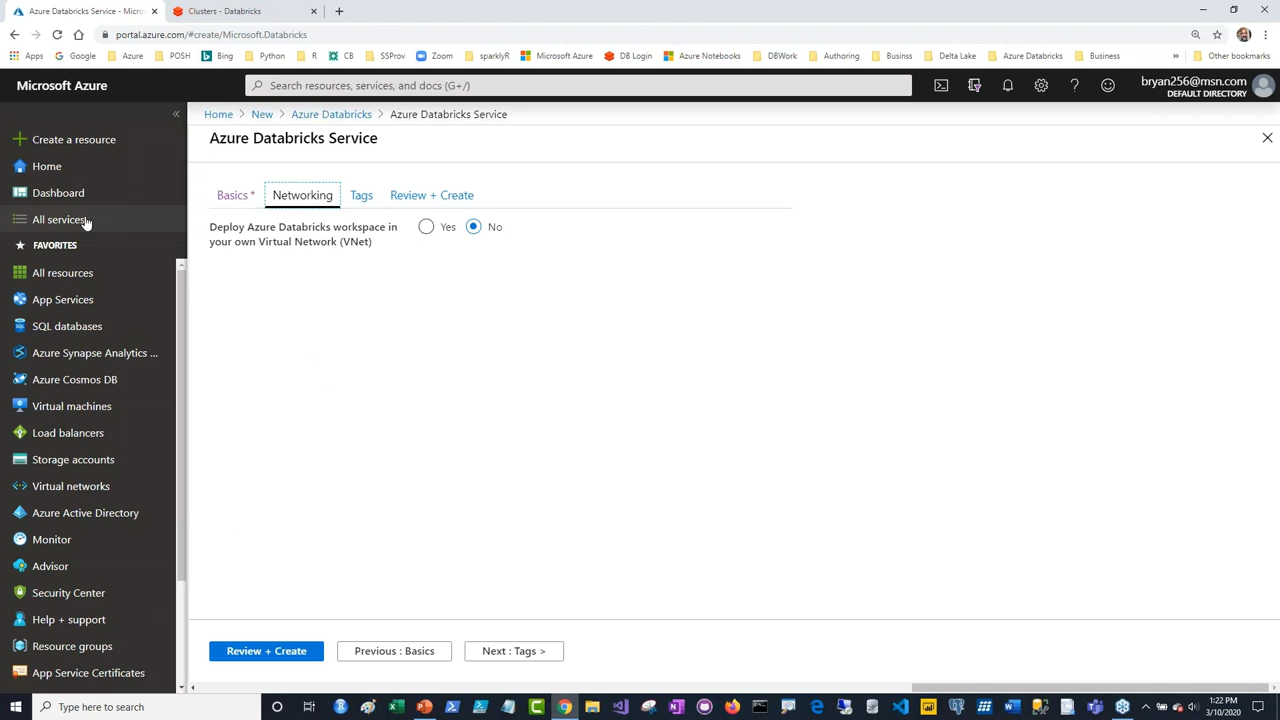 Azure Databricks Service - Micro
Clusters - Databricks
portal.azure.com/#create/Microsoft.Databricks
Apps
Google
Azure
POSH
Bing
Python
R
CB
SSProv
Zoom
sparklyR
Microsoft Azure
DB Login
Azure Notebooks
DBWork
Authoring
Businss
Delta Lake
Azure Databricks
Business
»
Other bookmarks
Microsoft Azure
Search resources, services, and docs (G+/)
bryan256@msn.com
DEFAULT DIRECTORY
«
Create a resource
Home
Dashboard
All services
FAVORITES
All resources
App Services
SQL databases
Azure Synapse Analytics ...
Azure Cosmos DB
Virtual machines
Load balancers
Storage accounts
Virtual networks
Azure Active Directory
Monitor
Advisor
Security Center
Help + support
Resource groups
App Service Certificates
Home > New > Azure Databricks > Azure Databricks Service
Azure Databricks Service
Basics * Networking Tags Review + Create
Deploy Azure Databricks workspace in Yes No
your own Virtual Network (VNet)
Review + Create
Previous : Basics
Next : Tags >
Type here to search
1:22 PM
3/10/2020